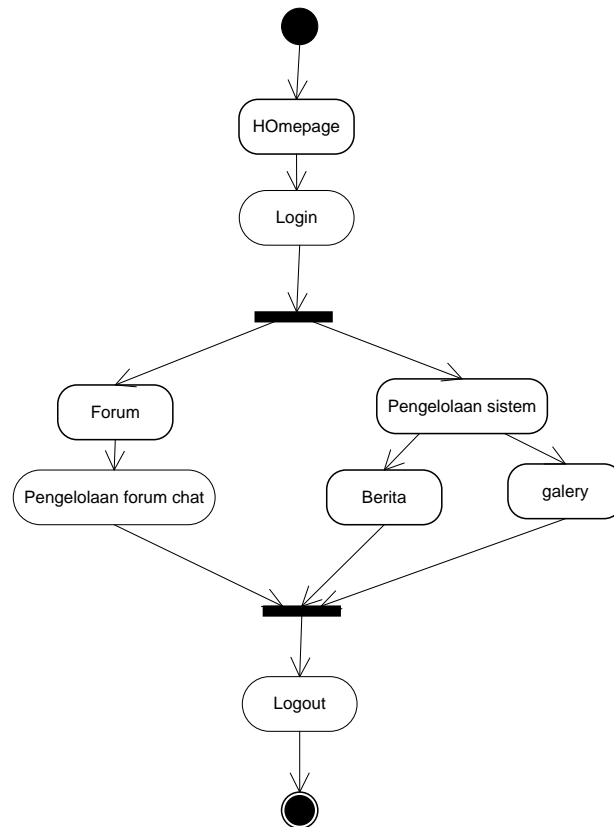 HOmepage
Login
Forum
Pengelolaan sistem
Pengelolaan forum chat
Berita
galery
Logout